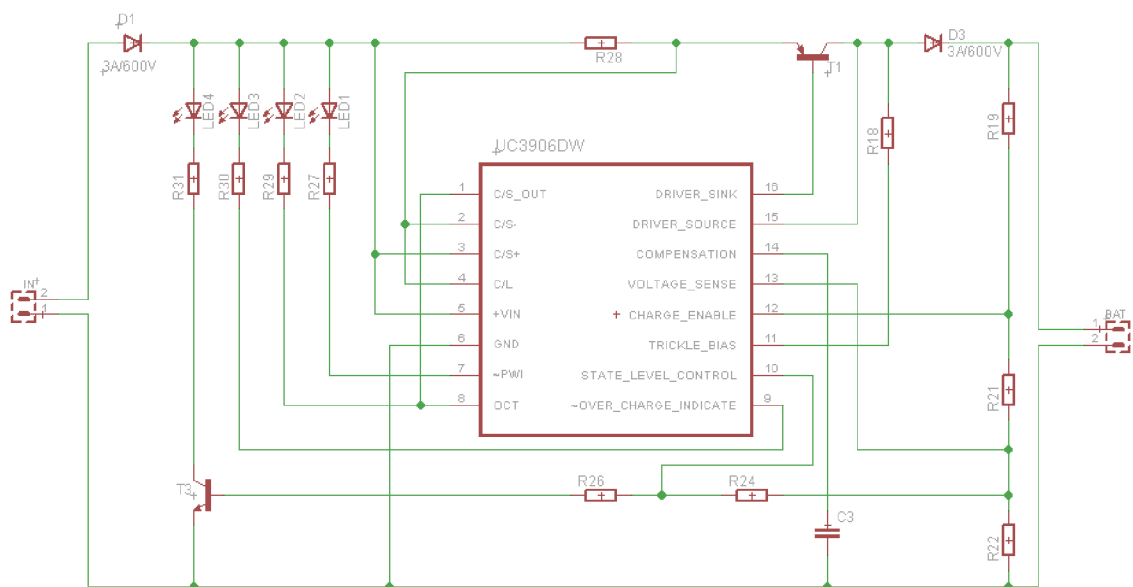 D1
3A/600V
R28
T1
D3
3A/600V
LED4
LED3
LED2
LED1
R18
R19
R31
R30
R29
R27
UC3906DW
1 C/S_OUT DRIVER_SINK 16
2 C/S- DRIVER_SOURCE 15
3 C/S+ COMPENSATION 14
4 C/L VOLTAGE_SENSE 13
5 +VIN CHARGE_ENABLE 12
6 GND TRICKLE_BIAS 11
7 ~PWI STATE_LEVEL_CONTROL 10
8 OCT ~OVER_CHARGE_INDICATE 9
IN
2
1
BAT
1
2
R21
T3
R26
R24
C3
R22